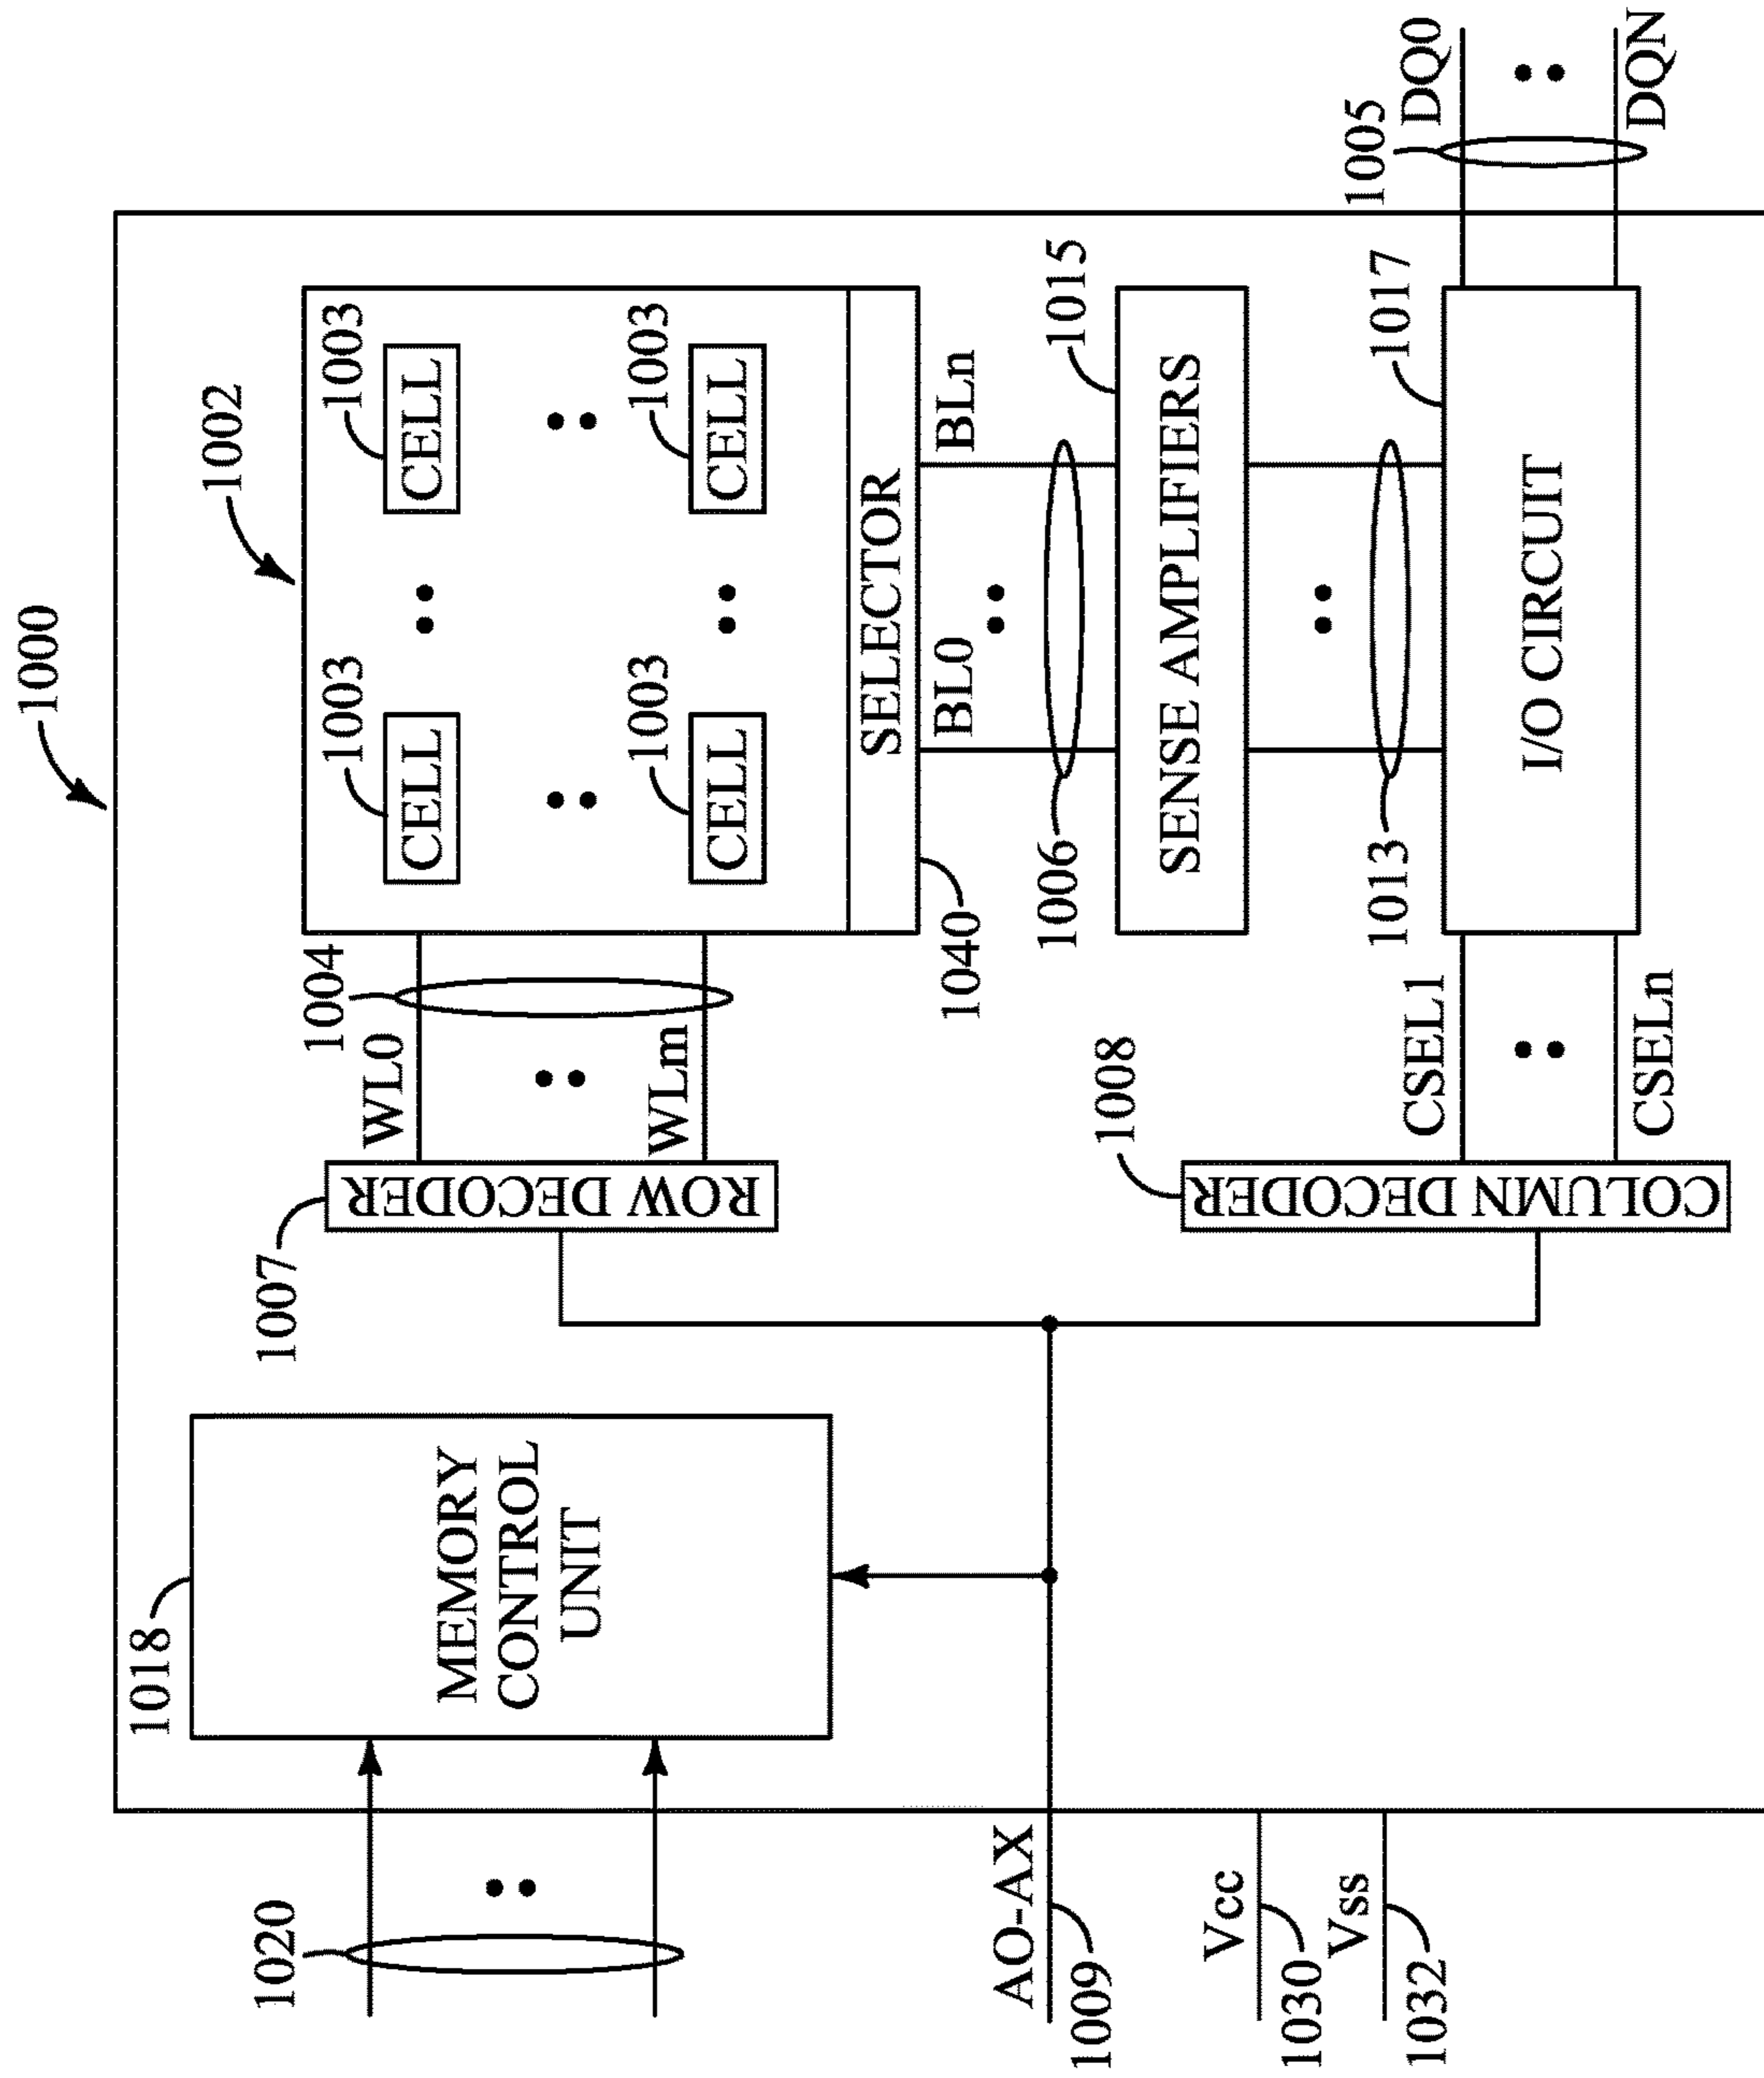 1000
1002
1018
1004
1003
1003
CELL
CELL
1020
MEMORY
CONTROL
UNIT
1007
ROW DECODER
WL0
WLm
1003
1003
CELL
CELL
SELECTOR
1040
BL0
BLn
AO-AX
1009
1006
1015
SENSE AMPLIFIERS
1008
Vcc
1030
Vss
1032
1013
1017
1005
COLUMN DECODER
CSEL1
CSELn
I/O CIRCUIT
DQ0
DQN